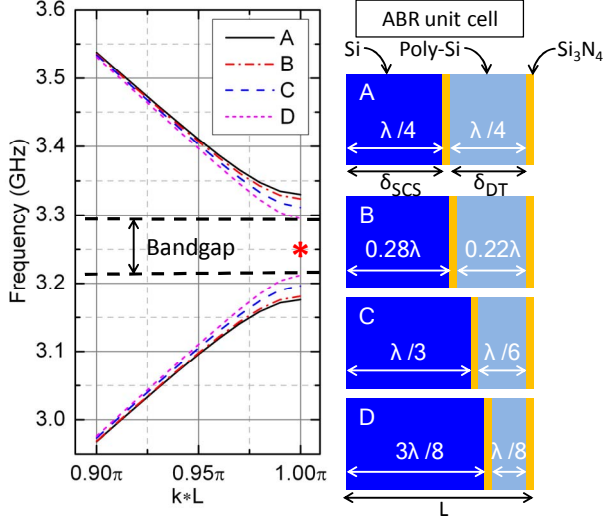 3.6
3.5
3.4
3.3
3.2
3.1
3.0
Frequency (GHz)
A
B
C
D
Bandgap
*
0.90π
0.95π
1.00π
k*L
ABR unit cell
Si
Poly-Si
Si₃N₄
A
λ /4
λ /4
δSCS
δDT
B
0.28λ
0.22λ
C
λ /3
λ /6
D
3λ /8
λ /8
L